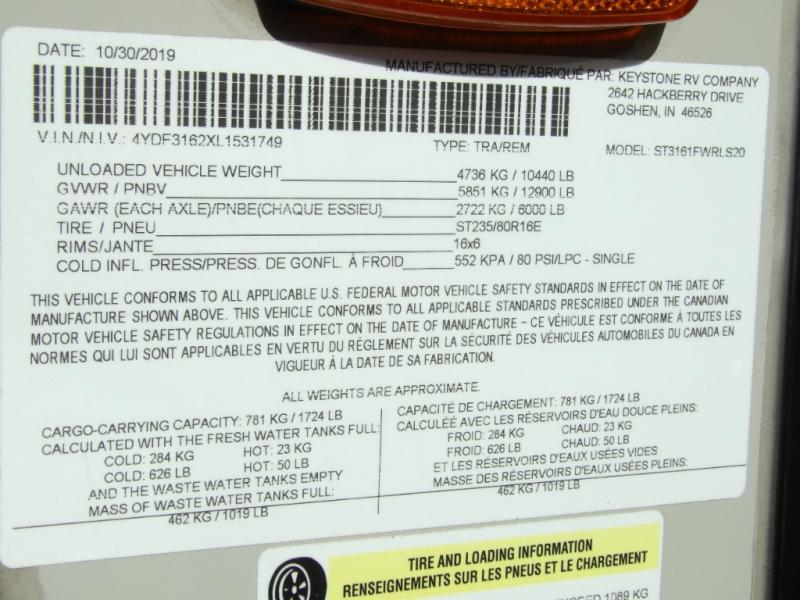 DATE: 10/30/2019
MANUFACTURED BY/FABRIQUÉ PAR: KEYSTONE RV COMPANY
2642 HACKBERRY DRIVE
GOSHEN, IN 46526
V.I.N./N.I.V.: 4YDF3162XL1531749 TYPE: TRA/REM MODEL: ST3161FWRLS20
UNLOADED VEHICLE WEIGHT 4736 KG / 10440 LB
GVWR / PNBV 5851 KG / 12900 LB
GAWR (EACH AXLE)/PNBE(CHAQUE ESSIEU) 2722 KG / 6000 LB
TIRE / PNEU ST235/80R16E
RIMS/JANTE 16x6
COLD INFL. PRESS/PRESS. DE GONFL. À FROID 552 KPA / 80 PSI/LPC - SINGLE
THIS VEHICLE CONFORMS TO ALL APPLICABLE U.S. FEDERAL MOTOR VEHICLE SAFETY STANDARDS IN EFFECT ON THE DATE OF
MANUFACTURE SHOWN ABOVE. THIS VEHICLE CONFORMS TO ALL APPLICABLE STANDARDS PRESCRIBED UNDER THE CANADIAN
MOTOR VEHICLE SAFETY REGULATIONS IN EFFECT ON THE DATE OF MANUFACTURE ~ CE VÉHICULE EST CONFORME À TOUTES LES
NORMES QUI LUI SONT APPLICABLES EN VERTU DU RÉGLEMENT SUR LA SÉCURITÉ DES VÉHICULES AUTOMOBILES DU CANADA EN
VIGUEUR À LA DATE DE SA FABRICATION.
ALL WEIGHTS ARE APPROXIMATE.
CARGO-CARRYING CAPACITY: 781 KG / 1724 LB
CALCULATED WITH THE FRESH WATER TANKS FULL:
COLD: 284 KG HOT: 23 KG
COLD: 626 LB HOT: 50 LB
AND THE WASTE WATER TANKS EMPTY
MASS OF WASTE WATER TANKS FULL:
462 KG / 1019 LB
CAPACITÉ DE CHARGEMENT: 781 KG / 1724 LB
CALCULÉE AVEC LES RÉSERVOIRS D'EAU DOUCE PLEINS:
FROID: 284 KG CHAUD: 23 KG
FROID: 626 LB CHAUD: 50 LB
ET LES RÉSERVOIRS D'EAUX USÉES VIDES
MASSE DES RÉSERVOIRS D'EAUX USÉES PLEINS:
462 KG / 1019 LB
TIRE AND LOADING INFORMATION
RENSEIGNEMENTS SUR LES PNEUS ET LE CHARGEMENT
EXCEED 1089 KG